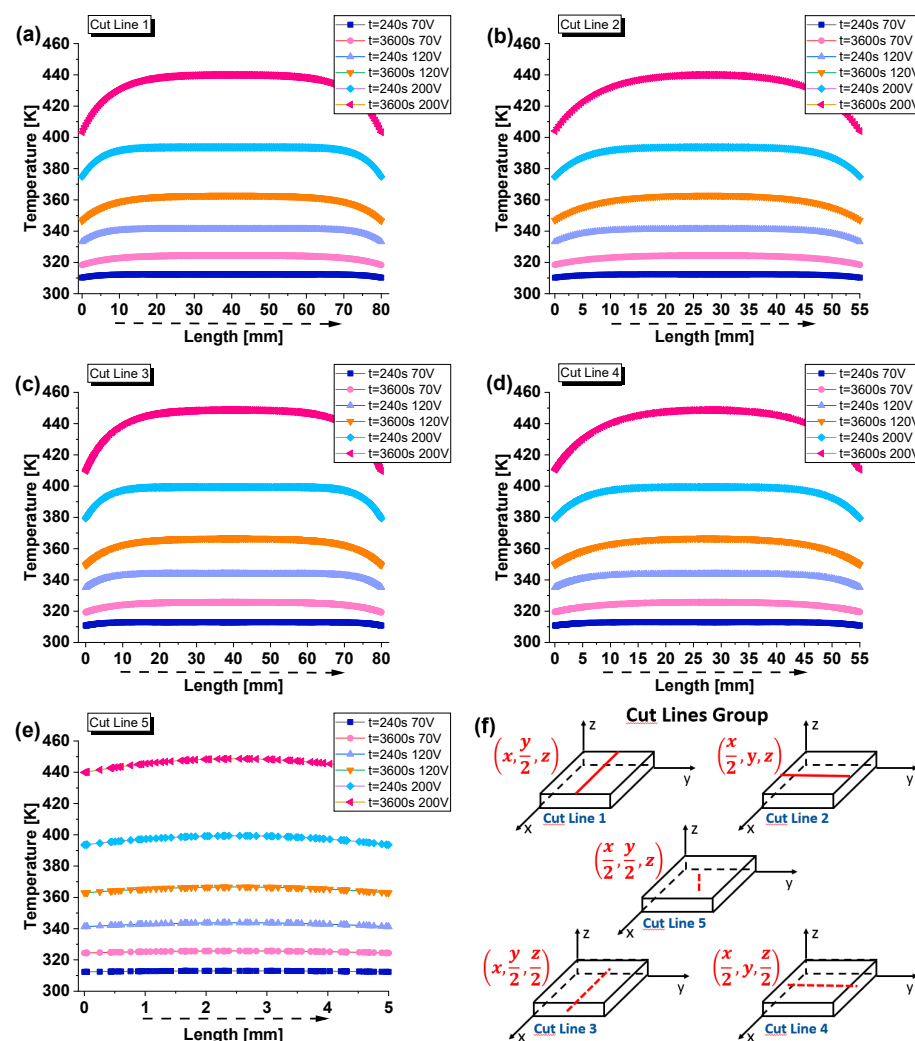 (a)
Cut Line 1
t=240s 70V
t=3600s 70V
t=240s 120V
t=3600s 120V
t=240s 200V
t=3600s 200V
Temperature [K]
460
440
420
400
380
360
340
320
300
0 10 20 30 40 50 60 70 80
Length [mm]
(b)
Cut Line 2
t=240s 70V
t=3600s 70V
t=240s 120V
t=3600s 120V
t=240s 200V
t=3600s 200V
Temperature [K]
460
440
420
400
380
360
340
320
300
0 5 10 15 20 25 30 35 40 45 50 55
Length [mm]
(c)
Cut Line 3
t=240s 70V
t=3600s 70V
t=240s 120V
t=3600s 120V
t=240s 200V
t=3600s 200V
Temperature [K]
460
440
420
400
380
360
340
320
300
0 10 20 30 40 50 60 70 80
Length [mm]
(d)
Cut Line 4
t=240s 70V
t=3600s 70V
t=240s 120V
t=3600s 120V
t=240s 200V
t=3600s 200V
Temperature [K]
460
440
420
400
380
360
340
320
300
0 5 10 15 20 25 30 35 40 45 50 55
Length [mm]
(e)
Cut Line 5
t=240s 70V
t=3600s 70V
t=240s 120V
t=3600s 120V
t=240s 200V
t=3600s 200V
Temperature [K]
460
440
420
400
380
360
340
320
300
0 1 2 3 4 5
Length [mm]
(f)
Cut Lines Group
(x, y/2, z)
z
y
x
Cut Line 1
(x/2, y, z)
z
y
x
Cut Line 2
(x/2, y/2, z)
z
y
x
Cut Line 5
(x, y/2, z/2)
z
y
x
Cut Line 3
(x/2, y, z/2)
z
y
x
Cut Line 4